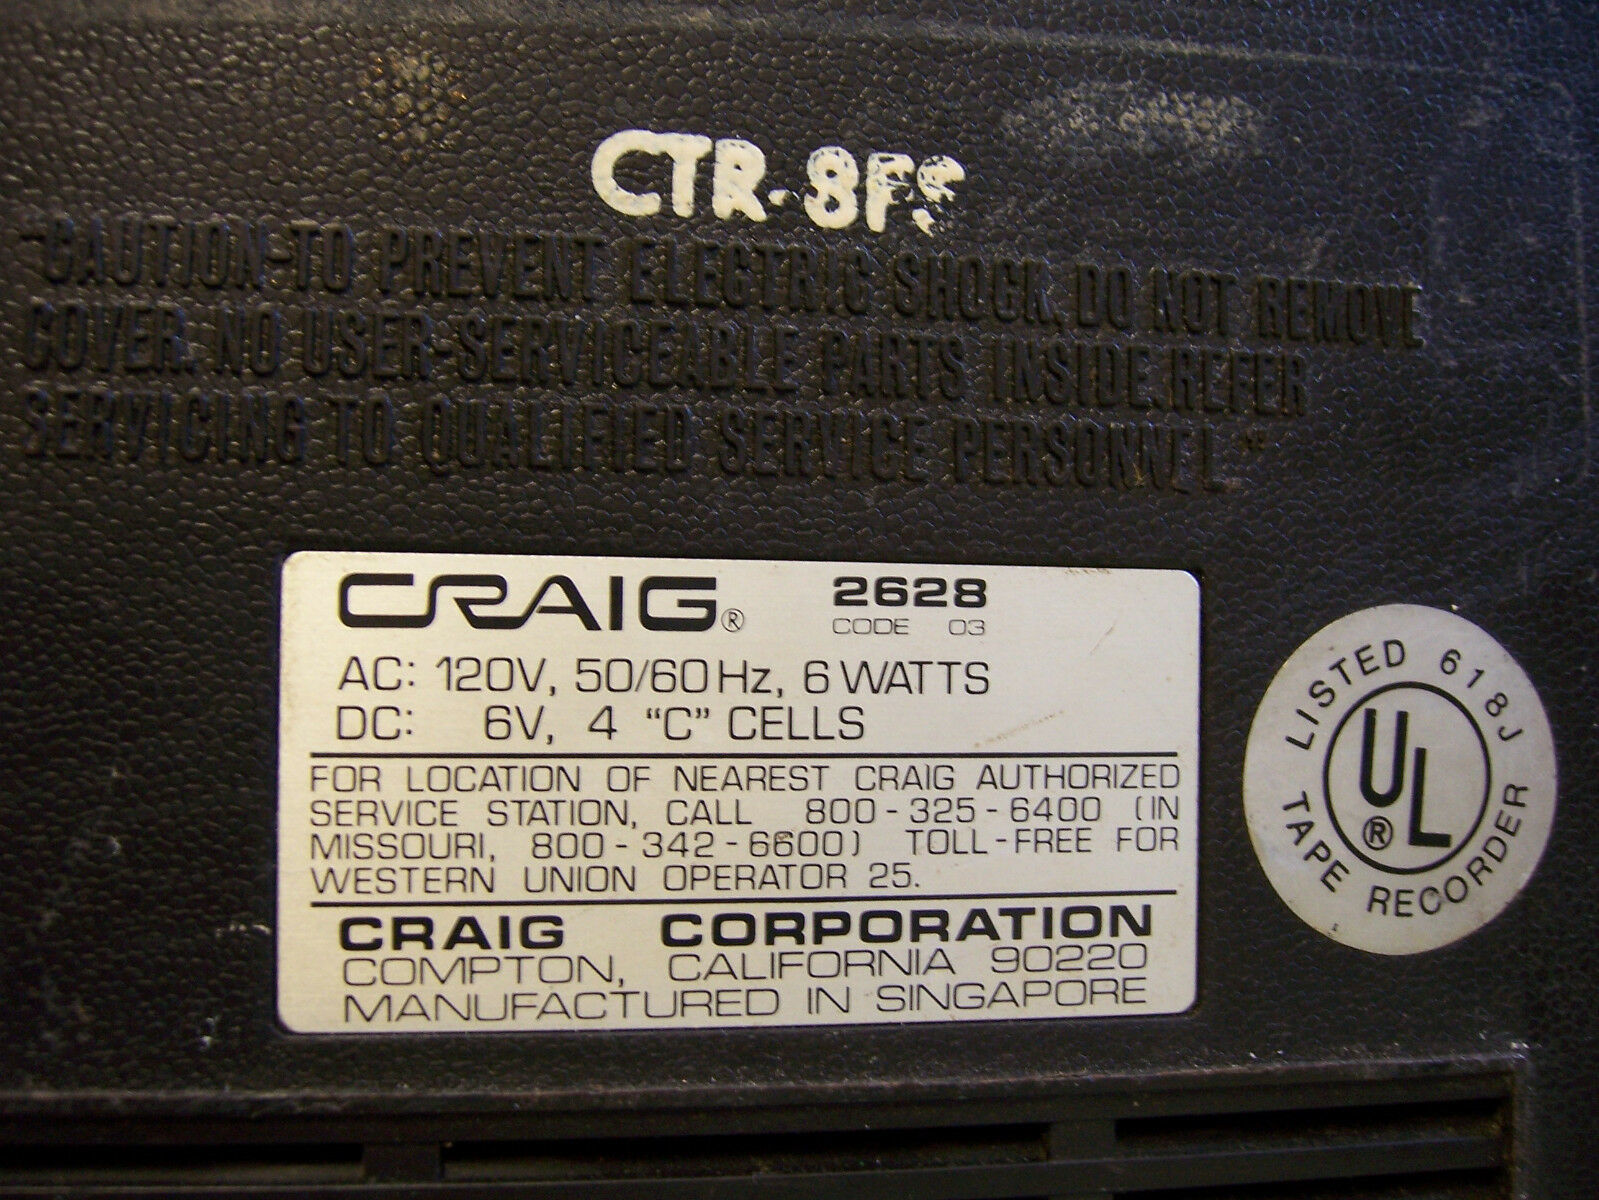 CTR-8FS
"CAUTION-TO PREVENT ELECTRIC SHOCK, DO NOT REMOVE
COVER. NO USER-SERVICEABLE PARTS INSIDE. REFER
SERVICING TO QUALIFIED SERVICE PERSONNEL."
CRAIG® 2628
CODE 03
AC: 120V, 50/60Hz, 6 WATTS
DC: 6V, 4 “C” CELLS
FOR LOCATION OF NEAREST CRAIG AUTHORIZED
SERVICE STATION, CALL 800-325-6400 (IN
MISSOURI, 800-342-6600) TOLL-FREE FOR
WESTERN UNION OPERATOR 25.
CRAIG CORPORATION
COMPTON, CALIFORNIA 90220
MANUFACTURED IN SINGAPORE
LISTED 618J
UL®
TAPE RECORDER